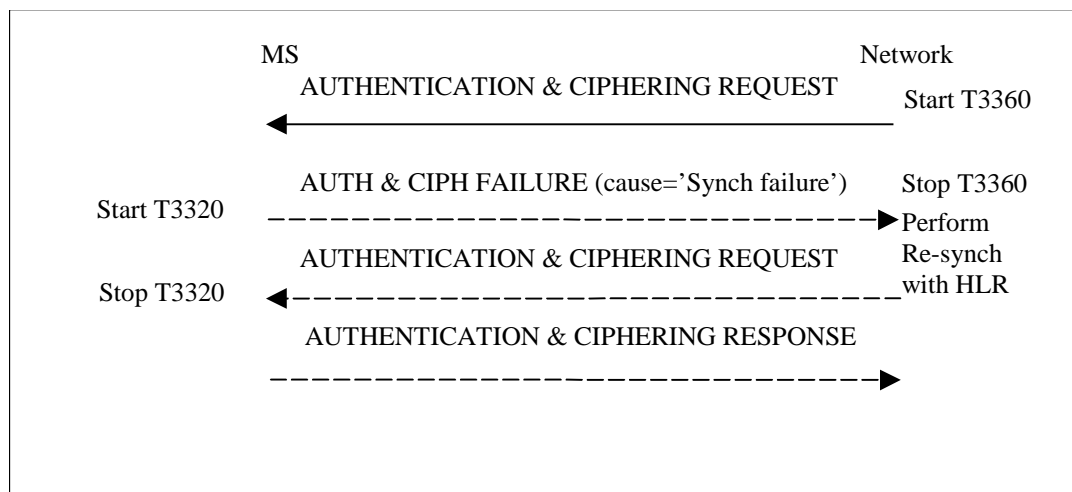 MS
Network
AUTHENTICATION & CIPHERING REQUEST
Start T3360
AUTH & CIPH FAILURE (cause=’Synch failure’)
Stop T3360
Start T3320
Perform
Re-synch
with HLR
AUTHENTICATION & CIPHERING REQUEST
Stop T3320
AUTHENTICATION & CIPHERING RESPONSE